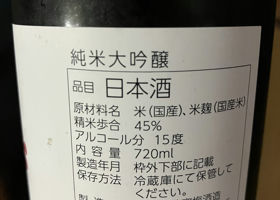 純米大吟醸
品目 日本酒
原材料名 米(国産)、米麹(国産米)
精米歩合 45%
アルコール分 15度
内容量 720ml
製造年月 枠外下部に記載
保存方法 冷蔵庫にて保管して
ください。